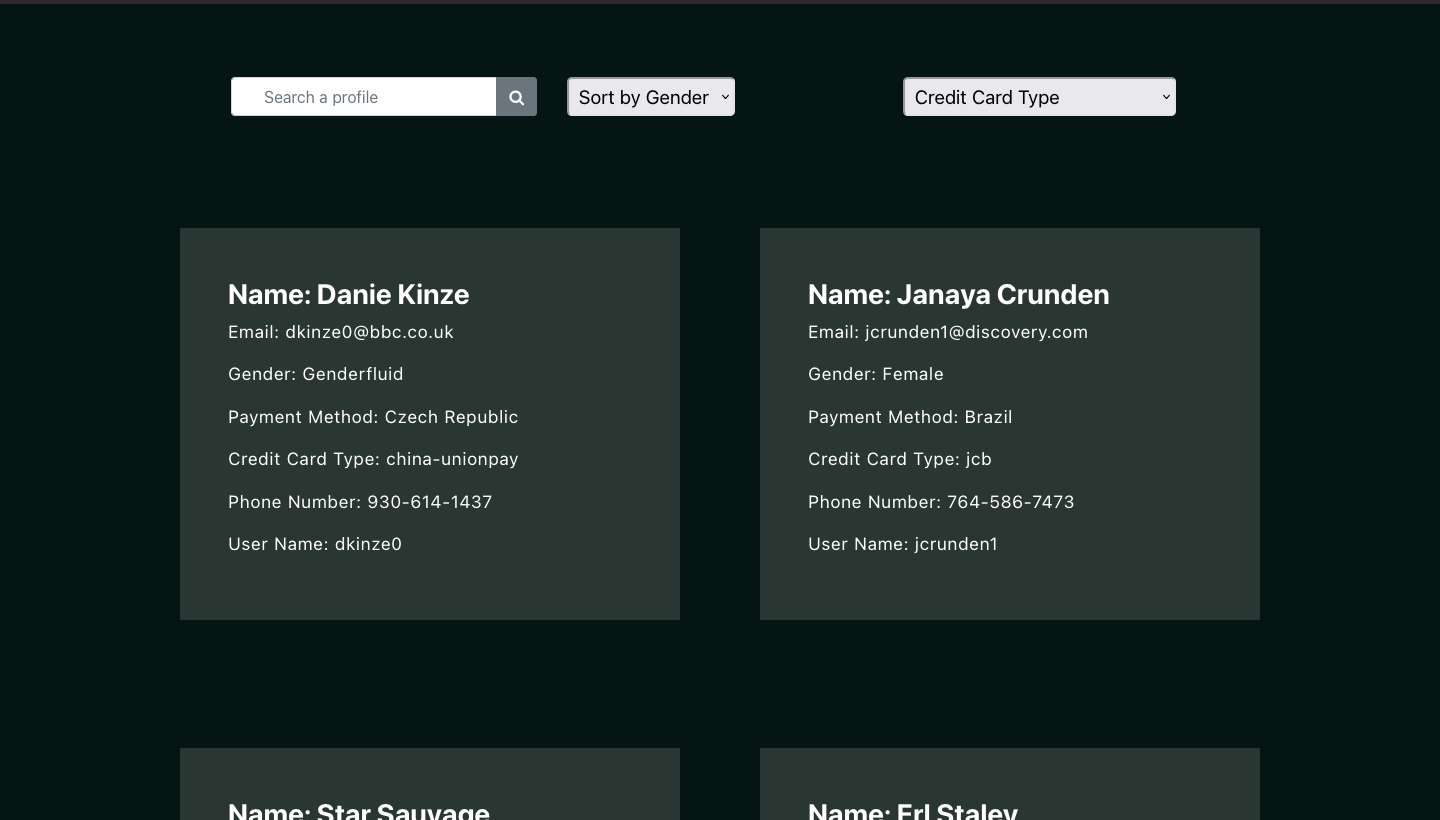 Search a profile
Sort by Gender
Credit Card Type
Name: Danie Kinze
Email: dkinze0@bbc.co.uk
Gender: Genderfluid
Payment Method: Czech Republic
Credit Card Type: china-unionpay
Phone Number: 930-614-1437
User Name: dkinze0
Name: Janaya Crunden
Email: jcrunden1@discovery.com
Gender: Female
Payment Method: Brazil
Credit Card Type: jcb
Phone Number: 764-586-7473
User Name: jcrunden1
Name: Star Sauvage
Name: Erl Staley